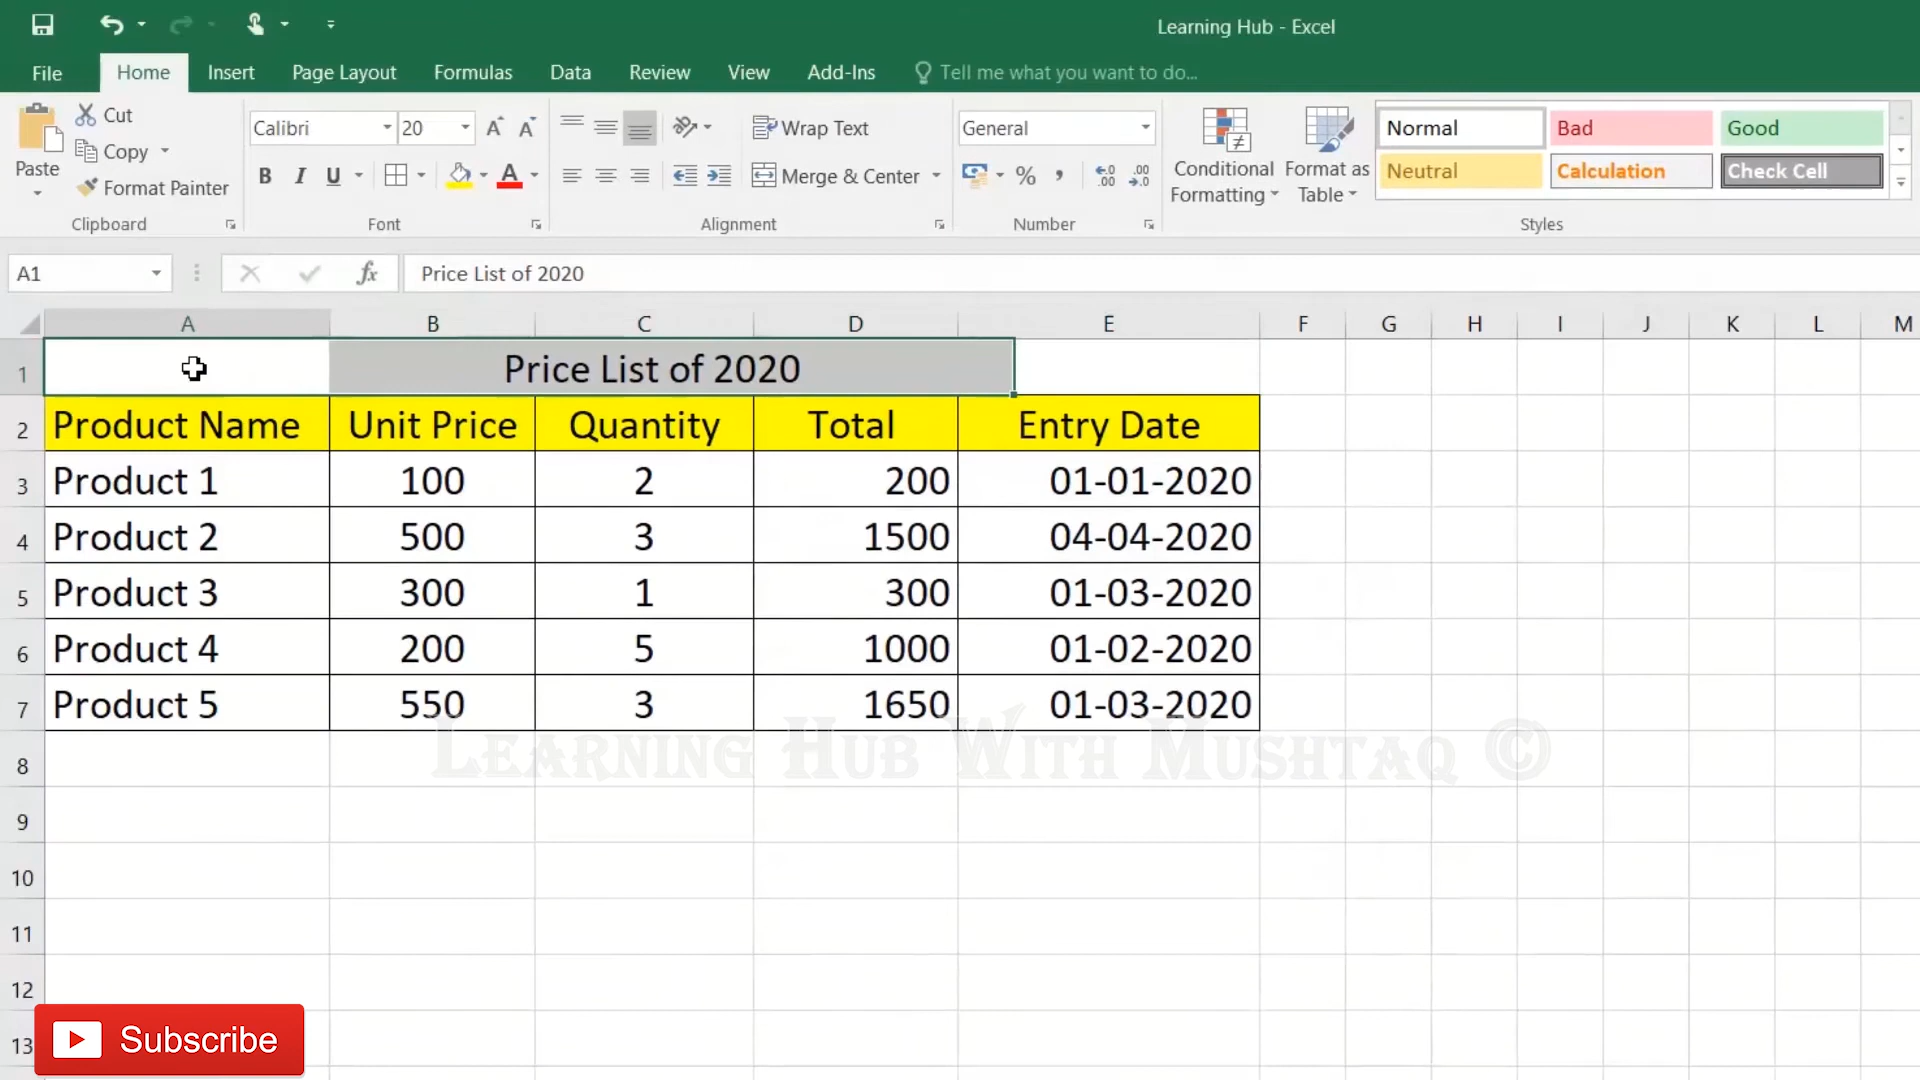 Learning Hub - Excel
File Home Insert Page Layout Formulas Data Review View Add-Ins Tell me what you want to do...
Cut
Copy
Format Painter
Paste
Clipboard
Calibri 20
B I U A
Font
Wrap Text
Merge & Center
Alignment
General
%
Number
Conditional Formatting
Format as Table
Normal Bad Good
Neutral Calculation Check Cell
Styles
A1 fx Price List of 2020
A B C D E F G H I J K L M
1 Price List of 2020
2 Product Name Unit Price Quantity Total Entry Date
3 Product 1 100 2 200 01-01-2020
4 Product 2 500 3 1500 04-04-2020
5 Product 3 300 1 300 01-03-2020
6 Product 4 200 5 1000 01-02-2020
7 Product 5 550 3 1650 01-03-2020
Learning Hub With Mushtaq ©
8
9
10
11
12
13
Subscribe